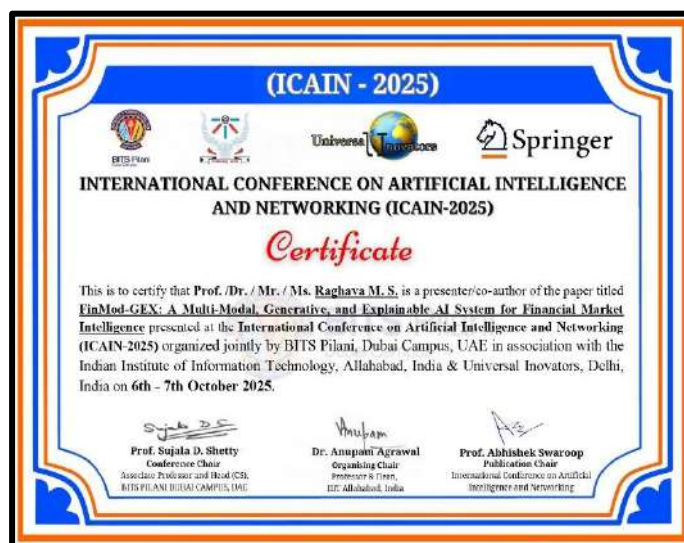 (ICAIN - 2025)
BITS Pilani
Universal Inovators
Springer
INTERNATIONAL CONFERENCE ON ARTIFICIAL INTELLIGENCE
AND NETWORKING (ICAIN-2025)
Certificate
This is to certify that Prof. /Dr. / Mr. / Ms. Raghava M. S. is a presenter/co-author of the paper titled
FinMod-GEX: A Multi-Modal, Generative, and Explainable AI System for Financial Market
Intelligence presented at the International Conference on Artificial Intelligence and Networking
(ICAIN-2025) organized jointly by BITS Pilani, Dubai Campus, UAE in association with the
Indian Institute of Information Technology, Allahabad, India & Universal Inovators, Delhi,
India on 6th - 7th October 2025.
Sujala D S
Anupam
Prof. Sujala D. Shetty
Conference Chair
Associate Professor and Head (CS),
BITS PILANI DUBAI CAMPUS, UAE
Dr. Anupam Agrawal
Organising Chair
Professor & Dean,
IIIT Allahabad, India
Prof. Abhishek Swaroop
Publication Chair
International Conference on Artificial
Intelligence and Networking